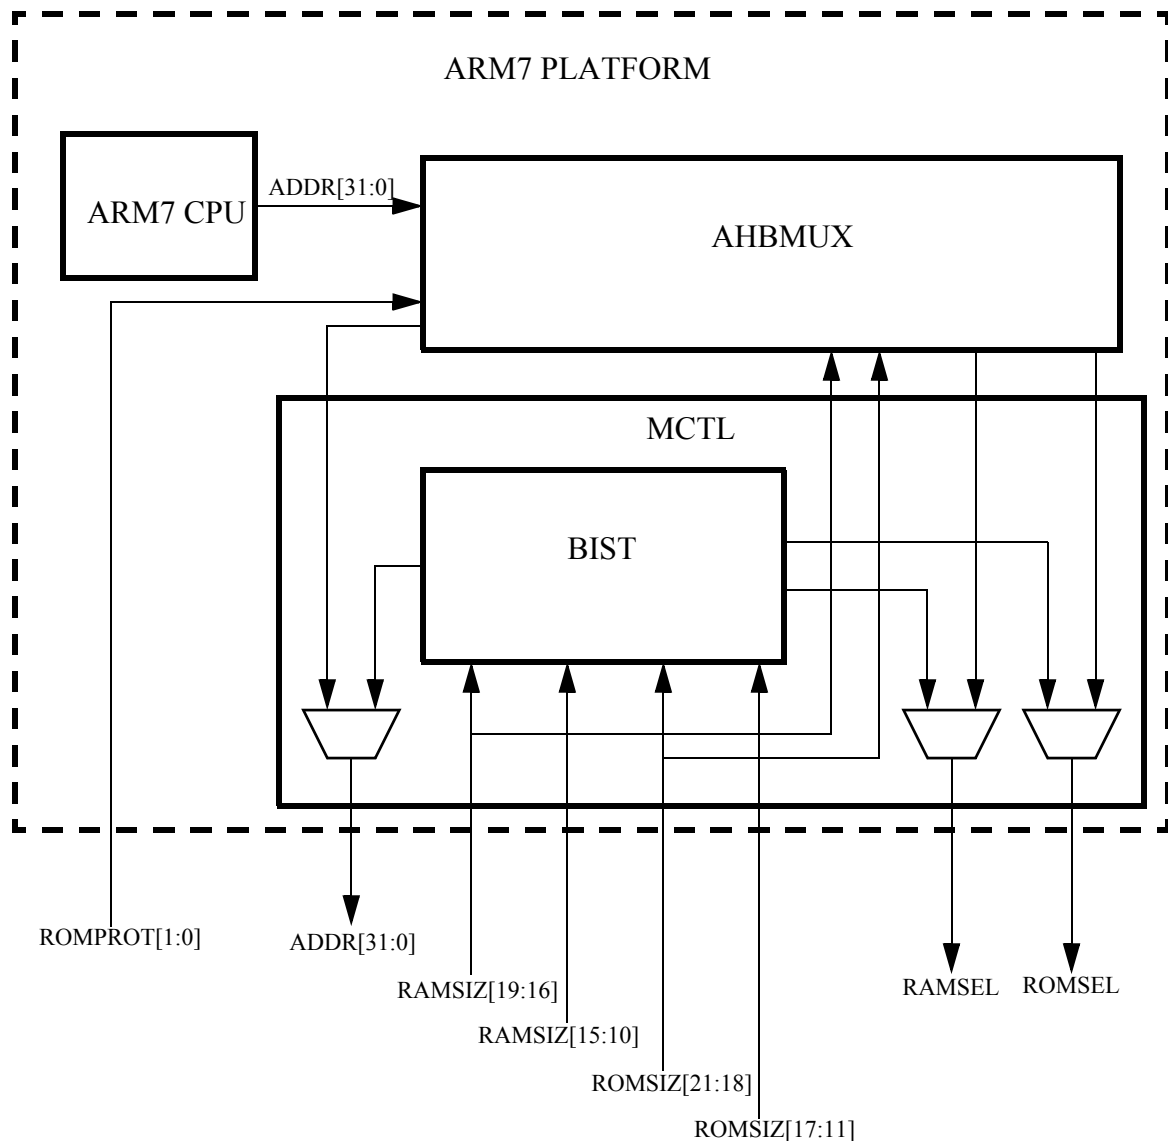 ARM7 PLATFORM
ADDR[31:0]
ARM7 CPU
AHBMUX
MCTL
BIST
ROMPROT[1:0]
ADDR[31:0]
RAMSIZ[19:16]
RAMSEL
ROMSEL
RAMSIZ[15:10]
ROMSIZ[21:18]
ROMSIZ[17:11]